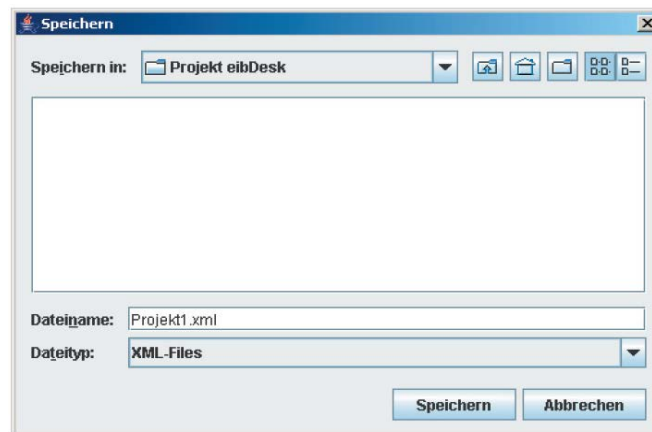 Speichern
Speichern in: Projekt eibDesk
Dateiname: Projekt1.xml
Dateityp: XML-Files
Speichern Abbrechen